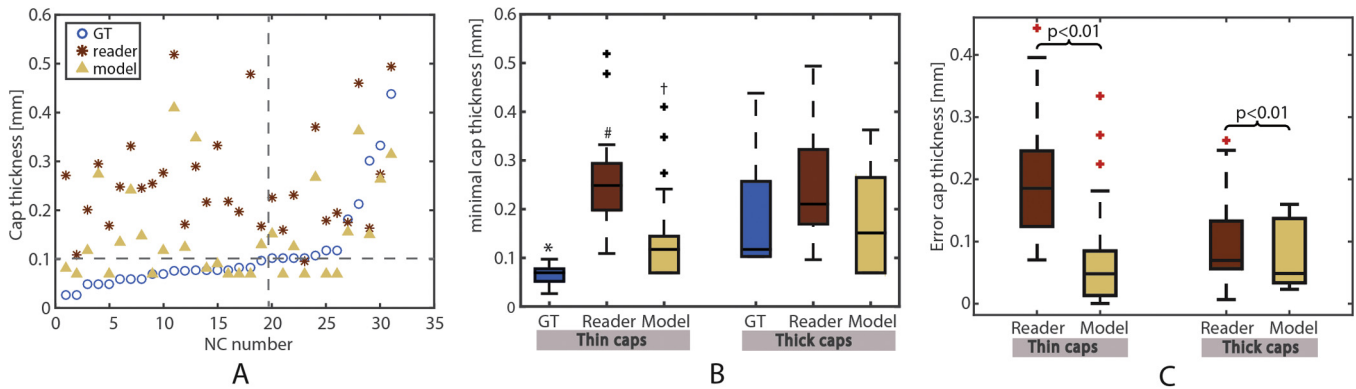 GT
reader
model
Cap thickness [mm]
0.6
0.5
0.4
0.3
0.2
0.1
0
0 5 10 15 20 25 30 35
NC number
A
minimal cap thickness [mm]
0.6
0.5
0.4
0.3
0.2
0.1
0
*
#
†
GT Reader Model GT Reader Model
Thin caps Thick caps
B
Error cap thickness [mm]
0.4
0.3
0.2
0.1
0
p<0.01
p<0.01
Reader Model Reader Model
Thin caps Thick caps
C